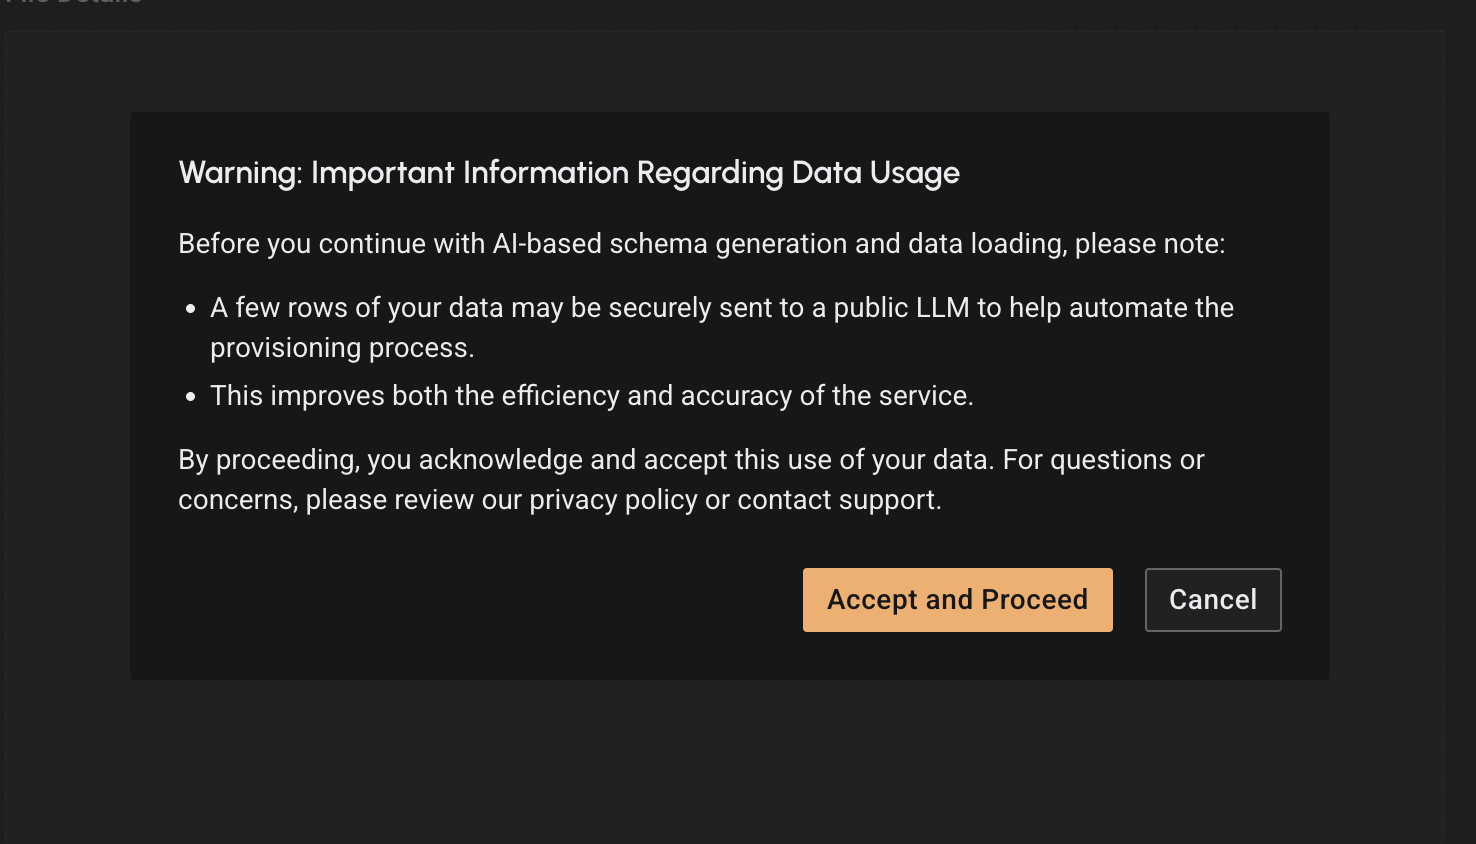 File Details
Warning: Important Information Regarding Data Usage
Before you continue with AI-based schema generation and data loading, please note:
• A few rows of your data may be securely sent to a public LLM to help automate the
provisioning process.
• This improves both the efficiency and accuracy of the service.
By proceeding, you acknowledge and accept this use of your data. For questions or
concerns, please review our privacy policy or contact support.
Accept and Proceed
Cancel